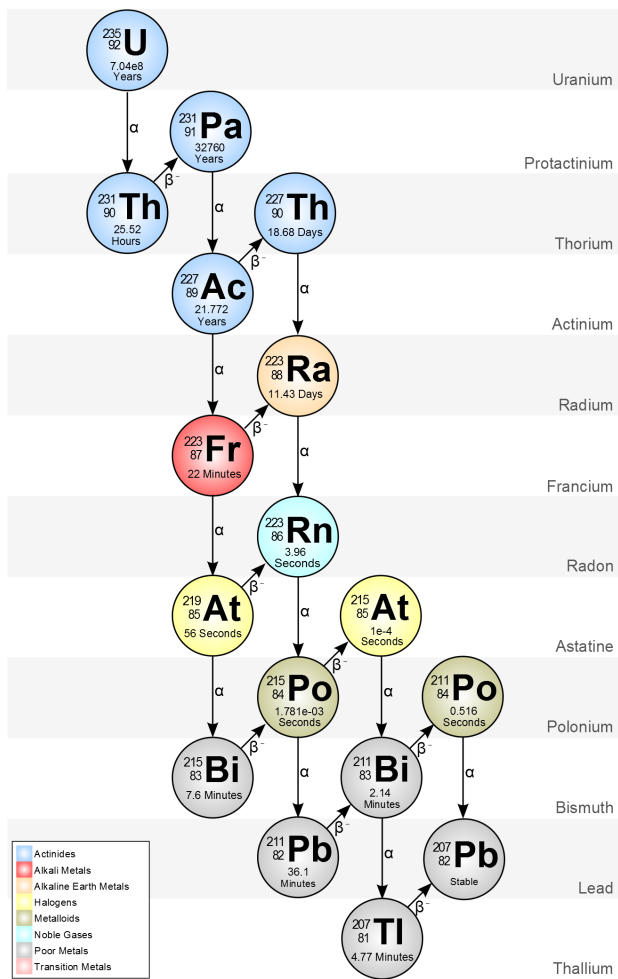 235
92 U
7.04e8
Years
Uranium
α
231
91 Pa
32760
Years
Protactinium
β⁻
231
90 Th
25.52
Hours
α
227
90 Th
18.68 Days
Thorium
β⁻
227
89 Ac
21.772
Years
α
Actinium
α
223
88 Ra
11.43 Days
Radium
β⁻
223
87 Fr
22 Minutes
α
Francium
α
223
86 Rn
3.96
Seconds
Radon
β⁻
219
85 At
56 Seconds
α
215
85 At
1e-4
Seconds
Astatine
β⁻
α
215
84 Po
1.781e-03
Seconds
α
211
84 Po
0.516
Seconds
Polonium
β⁻
β⁻
215
83 Bi
7.6 Minutes
α
211
83 Bi
2.14
Minutes
α
Bismuth
β⁻
211
82 Pb
36.1
Minutes
α
207
82 Pb
Stable
Lead
β⁻
207
81 Tl
4.77 Minutes
Thallium
Actinides
Alkali Metals
Alkaline Earth Metals
Halogens
Metalloids
Noble Gases
Poor Metals
Transition Metals